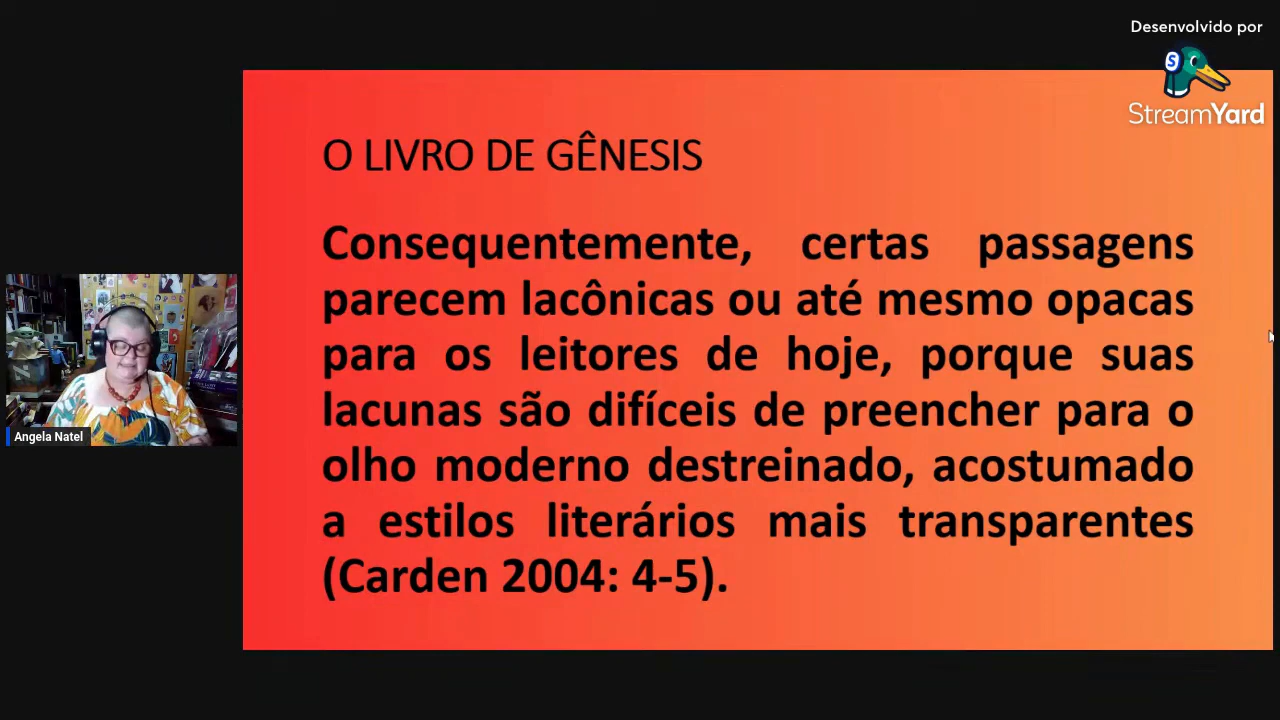 Desenvolvido por
StreamYard
O LIVRO DE GÊNESIS
Consequentemente, certas passagens
parecem lacônicas ou até mesmo opacas
para os leitores de hoje, porque suas
lacunas são difíceis de preencher para o
olho moderno destreinado, acostumado
a estilos literários mais transparentes
(Carden 2004: 4-5).
Angela Natel